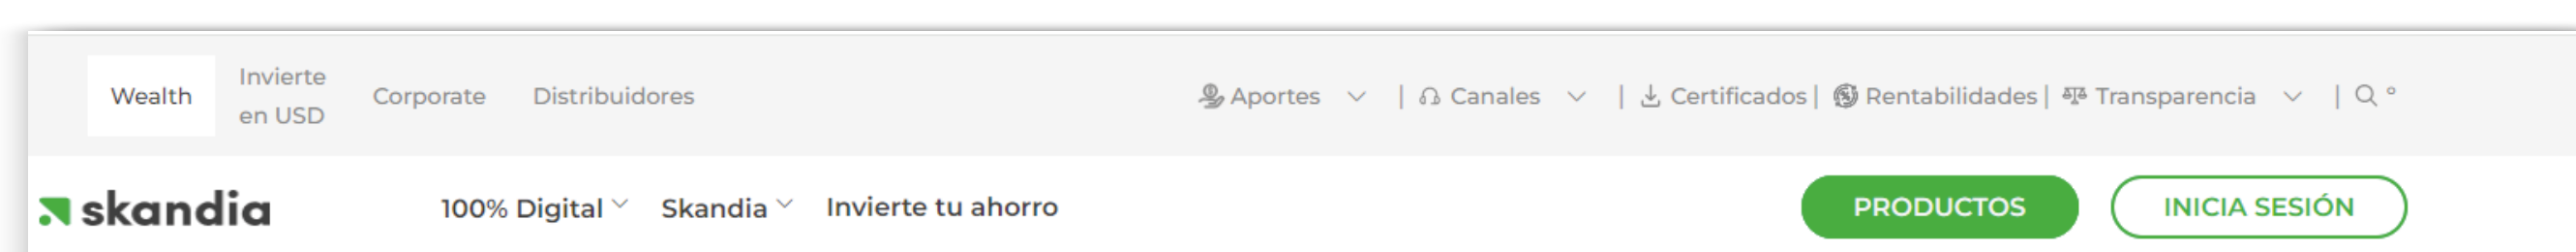 Wealth Invierte en USD Corporate Distribuidores Aportes | Canales | Certificados | Rentabilidades | Transparencia |
skandia 100% Digital Skandia Invierte tu ahorro PRODUCTOS INICIA SESIÓN